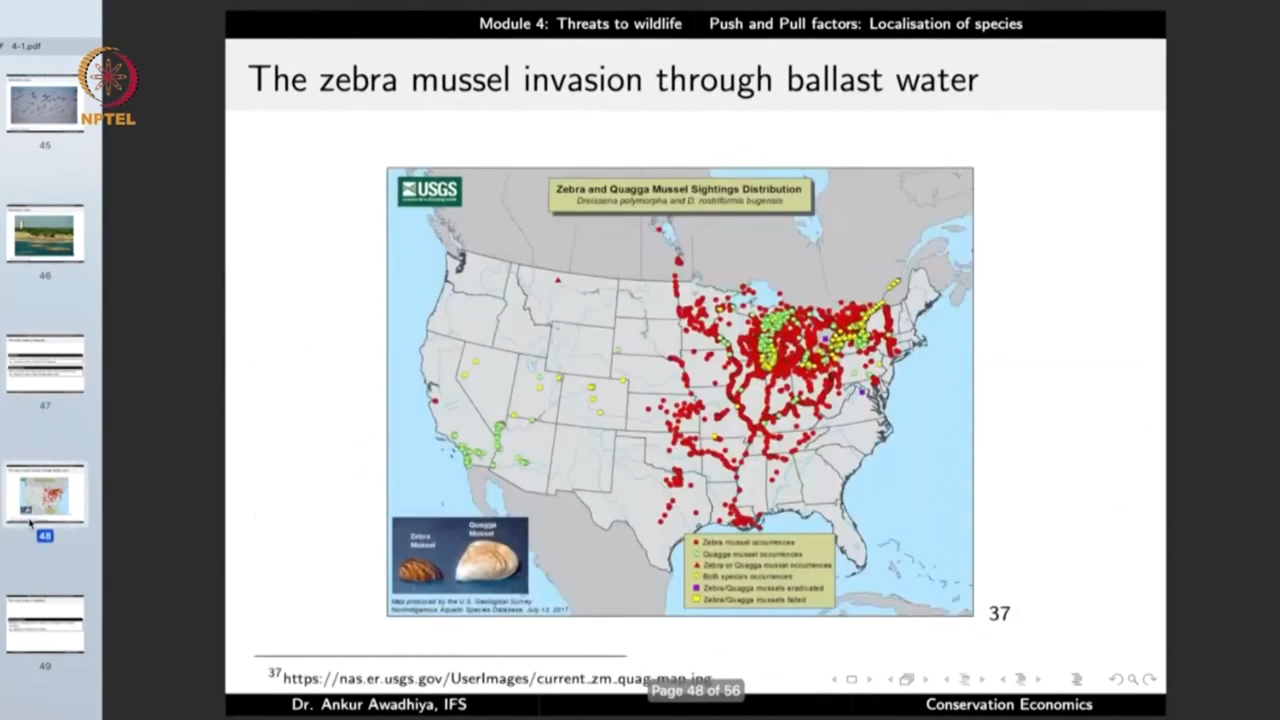 Module 4: Threats to wildlife Push and Pull factors: Localisation of species
4-1.pdf
NPTEL
The zebra mussel invasion through ballast water
45
46
47
48
49
USGS
Zebra and Quagga Mussel Sightings Distribution
Dreissena polymorpha and D. rostriformis bugensis
Zebra Mussel
Quagga Mussel
Zebra mussel occurrences
Quagga mussel occurrences
Zebra or Quagga mussel occurrences
Both species occurrences
Zebra/Quagga mussels eradicated
Zebra/Quagga mussels failed
Map produced by the U.S. Geological Survey
Nonindigenous Aquatic Species Database, July 13, 2017
37
37 https://nas.er.usgs.gov/UserImages/current_zm_quag_map.jpg
Page 48 of 56
Dr. Ankur Awadhiya, IFS Conservation Economics